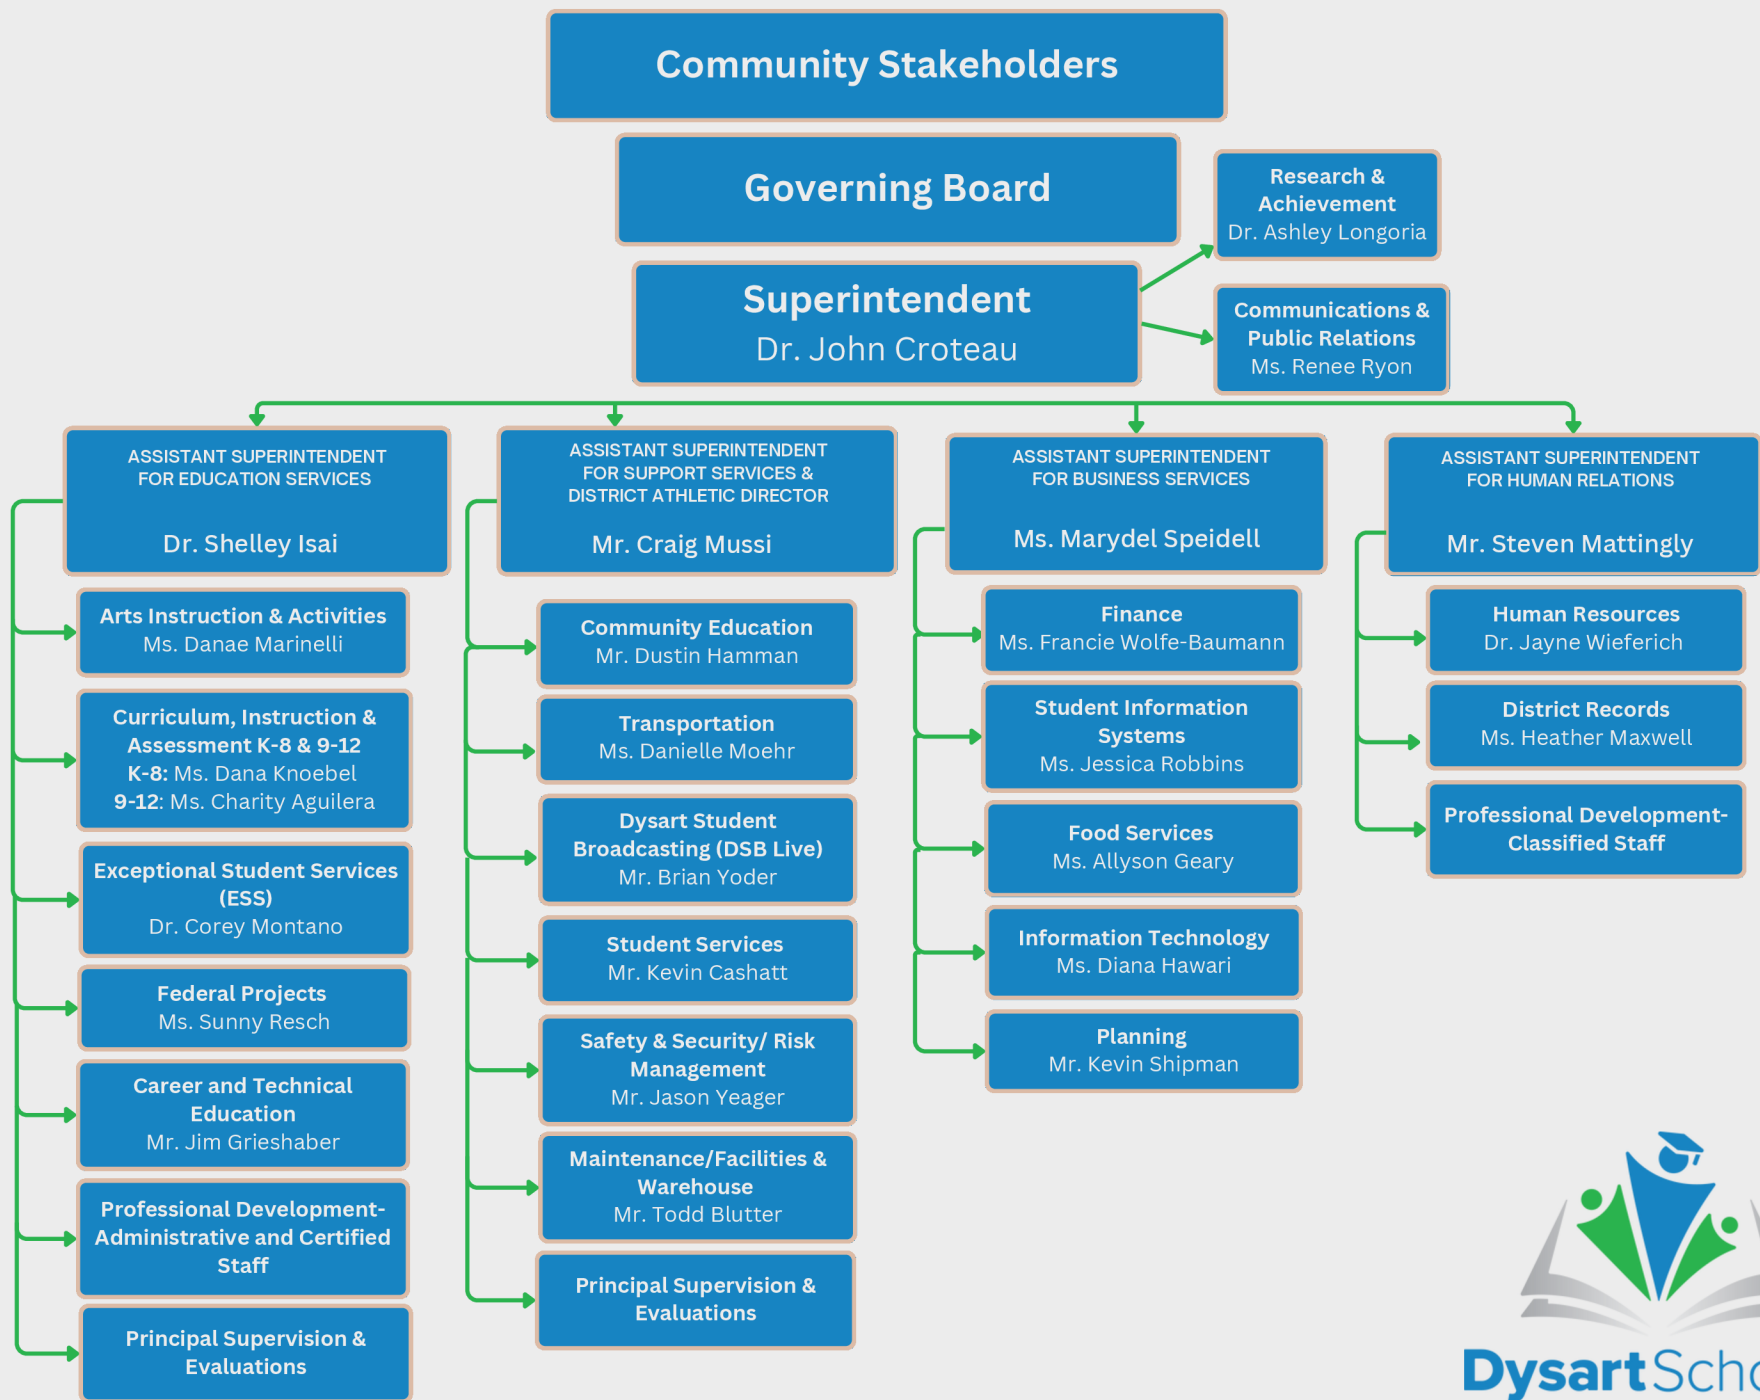 Community Stakeholders
Governing Board
Research &
Achievement
Dr. Ashley Longoria
Superintendent
Dr. John Croteau
Communications &
Public Relations
Ms. Renee Ryon
ASSISTANT SUPERINTENDENT
FOR EDUCATION SERVICES
Dr. Shelley Isai
Arts Instruction & Activities
Ms. Danae Marinelli
Curriculum, Instruction &
Assessment K-8 & 9-12
K-8: Ms. Dana Knoebel
9-12: Ms. Charity Aguilera
Exceptional Student Services
(ESS)
Dr. Corey Montano
Federal Projects
Ms. Sunny Resch
Career and Technical
Education
Mr. Jim Grieshaber
Professional Development-
Administrative and Certified
Staff
Principal Supervision &
Evaluations
ASSISTANT SUPERINTENDENT
FOR SUPPORT SERVICES &
DISTRICT ATHLETIC DIRECTOR
Mr. Craig Mussi
Community Education
Mr. Dustin Hamman
Transportation
Ms. Danielle Moehr
Dysart Student
Broadcasting (DSB Live)
Mr. Brian Yoder
Student Services
Mr. Kevin Cashatt
Safety & Security/ Risk
Management
Mr. Jason Yeager
Maintenance/Facilities &
Warehouse
Mr. Todd Blutter
Principal Supervision &
Evaluations
ASSISTANT SUPERINTENDENT
FOR BUSINESS SERVICES
Ms. Marydel Speidell
Finance
Ms. Francie Wolfe-Baumann
Student Information
Systems
Ms. Jessica Robbins
Food Services
Ms. Allyson Geary
Information Technology
Ms. Diana Hawari
Planning
Mr. Kevin Shipman
ASSISTANT SUPERINTENDENT
FOR HUMAN RELATIONS
Mr. Steven Mattingly
Human Resources
Dr. Jayne Wieferich
District Records
Ms. Heather Maxwell
Professional Development-
Classified Staff
Dysart